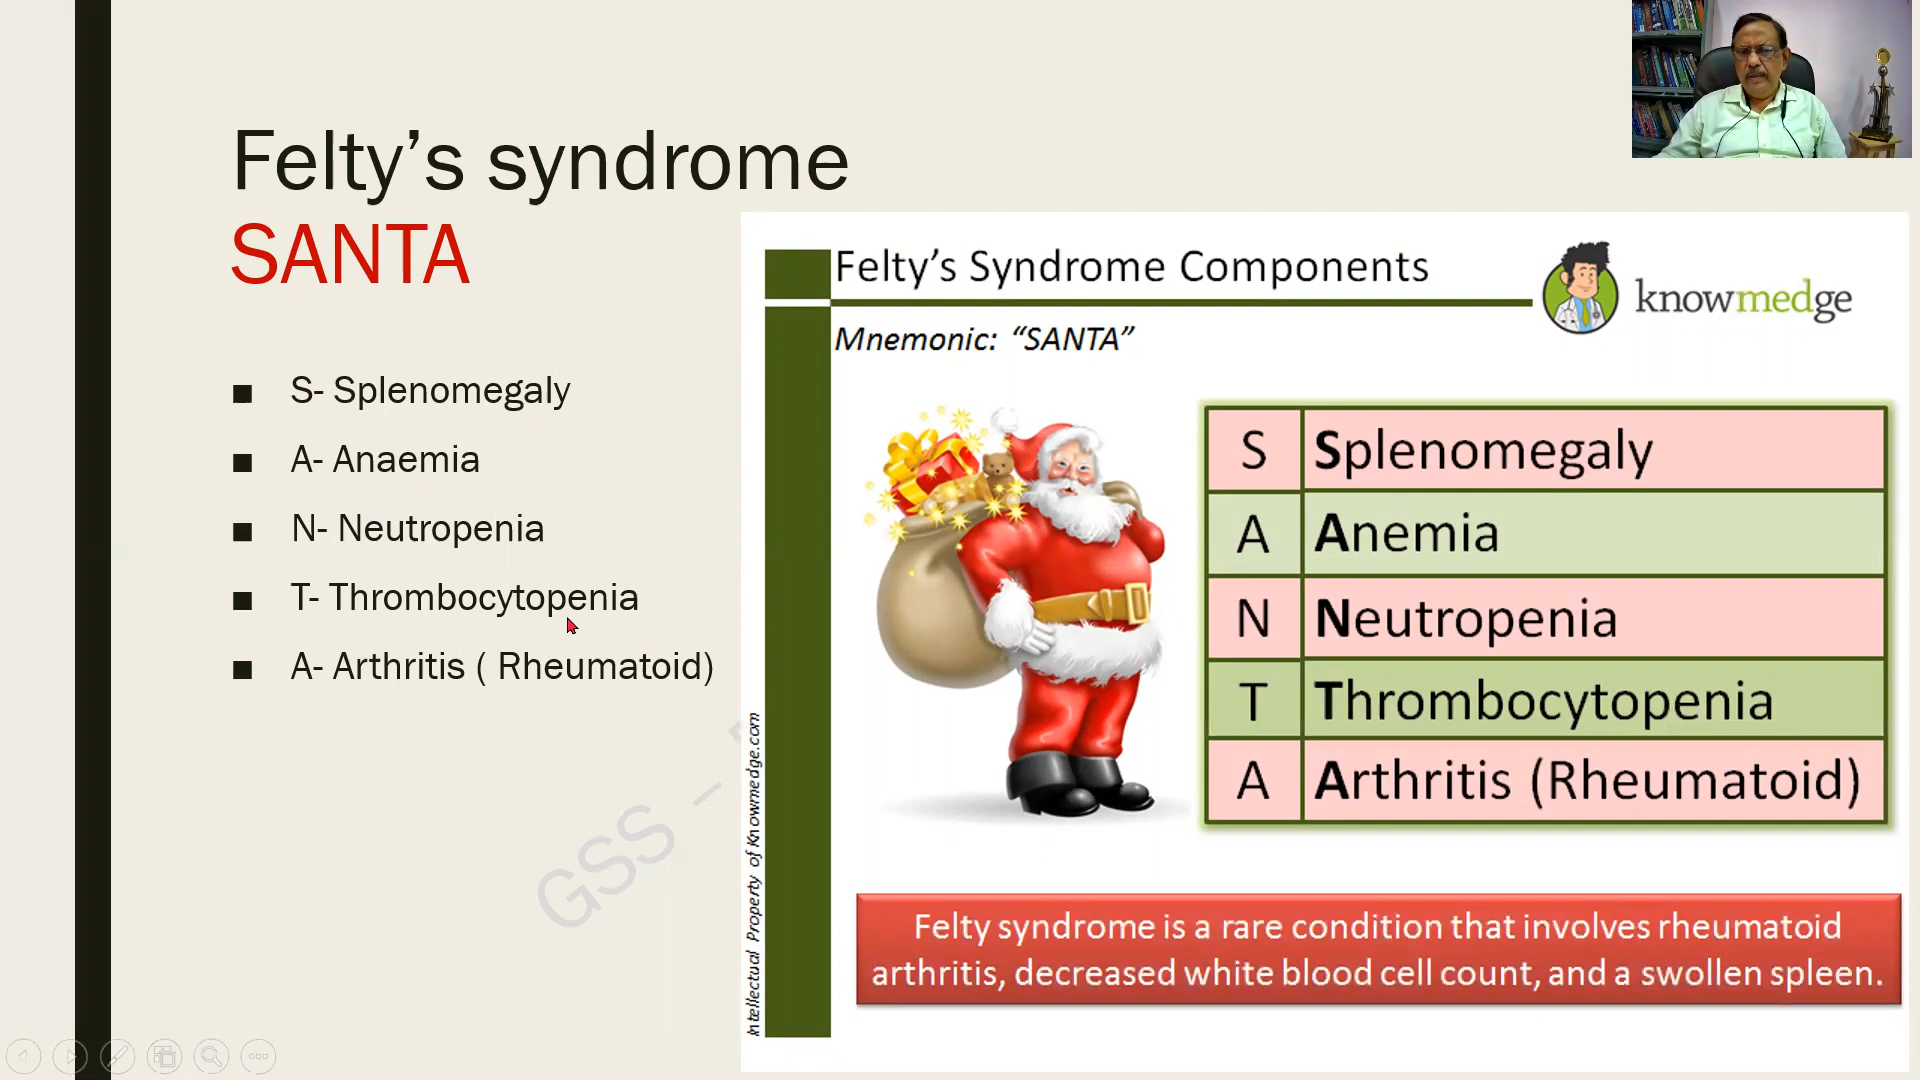 Felty’s syndrome
SANTA
■ S- Splenomegaly
■ A- Anaemia
■ N- Neutropenia
■ T- Thrombocytopenia
■ A- Arthritis ( Rheumatoid)
GSS –
Felty’s Syndrome Components
knowmedge
Mnemonic: “SANTA”
S Splenomegaly
A Anemia
N Neutropenia
T Thrombocytopenia
A Arthritis (Rheumatoid)
Felty syndrome is a rare condition that involves rheumatoid
arthritis, decreased white blood cell count, and a swollen spleen.
Intellectual Property of Knowmedge.com